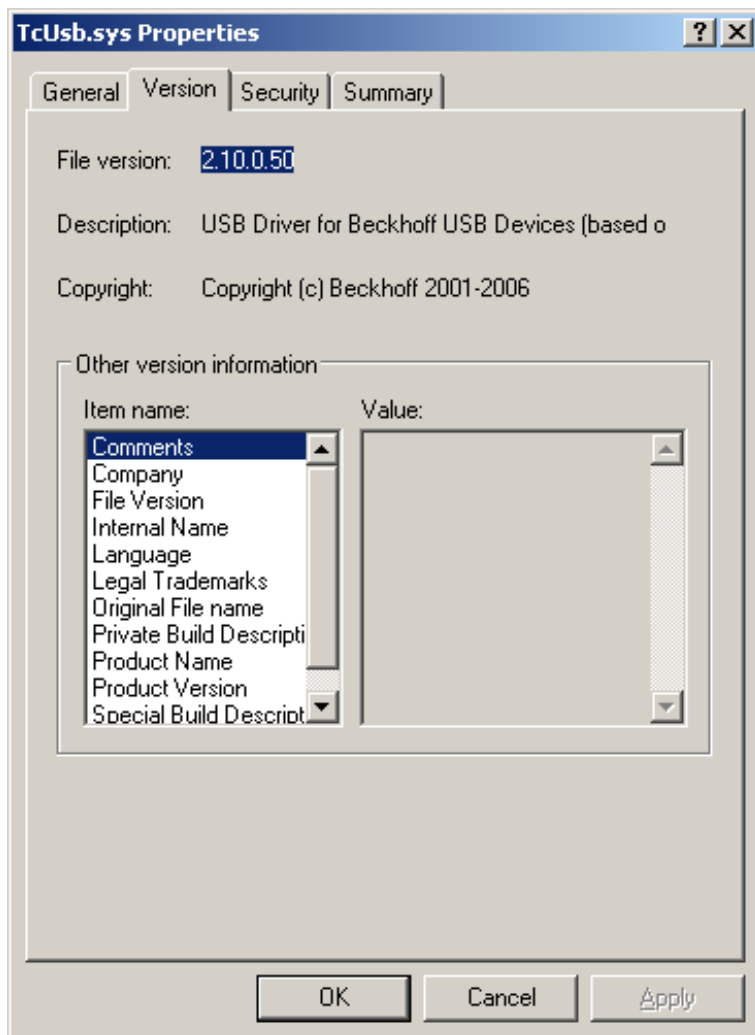 TcUsb.sys Properties
General Version Security Summary
File version: 2.10.0.50
Description: USB Driver for Beckhoff USB Devices (based o
Copyright: Copyright (c) Beckhoff 2001-2006
Other version information
Item name: Value:
Comments
Company
File Version
Internal Name
Language
Legal Trademarks
Original File name
Private Build Descripti
Product Name
Product Version
Special Build Descript
OK Cancel Apply